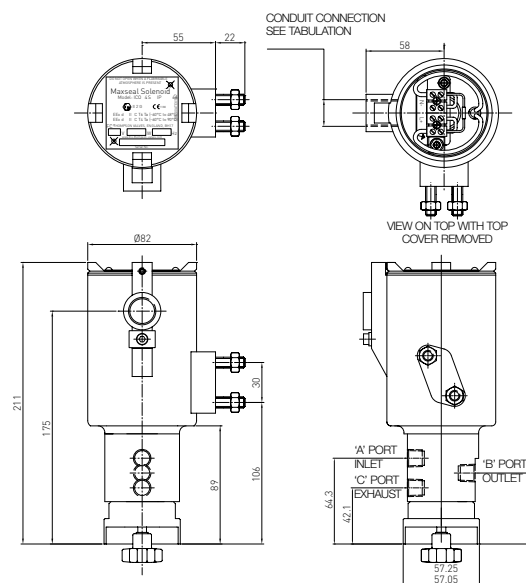 55
22
CONDUIT CONNECTION
SEE TABULATION
58
Maxseal Solenoid
VIEW ON TOP WITH TOP
COVER REMOVED
Ø82
211
175
30
106
89
'A' PORT
INLET
'B' PORT
OUTLET
'C' PORT
EXHAUST
64.3
42.1
57.25
57.05